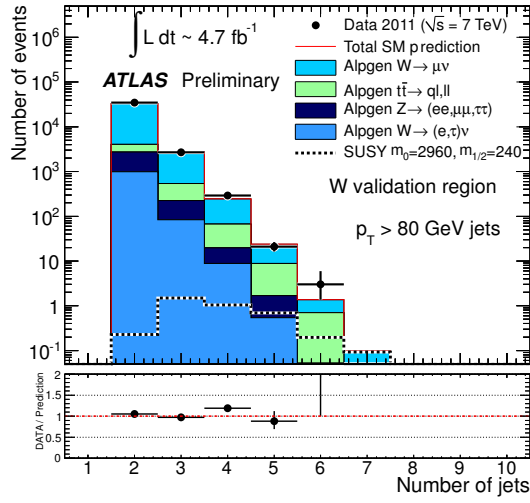 ∫ L dt ~ 4.7 fb⁻¹
ATLAS Preliminary
Data 2011 (√s = 7 TeV)
Total SM prediction
Alpgen W→ μν
Alpgen tt̄→ ql,ll
Alpgen Z→ (ee,μμ,ττ)
Alpgen W→ (e,τ)ν
SUSY m₀=2960, m₁/₂=240
W validation region
p_T > 80 GeV jets
Number of events
10⁶
10⁵
10⁴
10³
10²
10
1
10⁻¹
DATA / Prediction
2
1.5
1
0.5
0
1 2 3 4 5 6 7 8 9 10
Number of jets